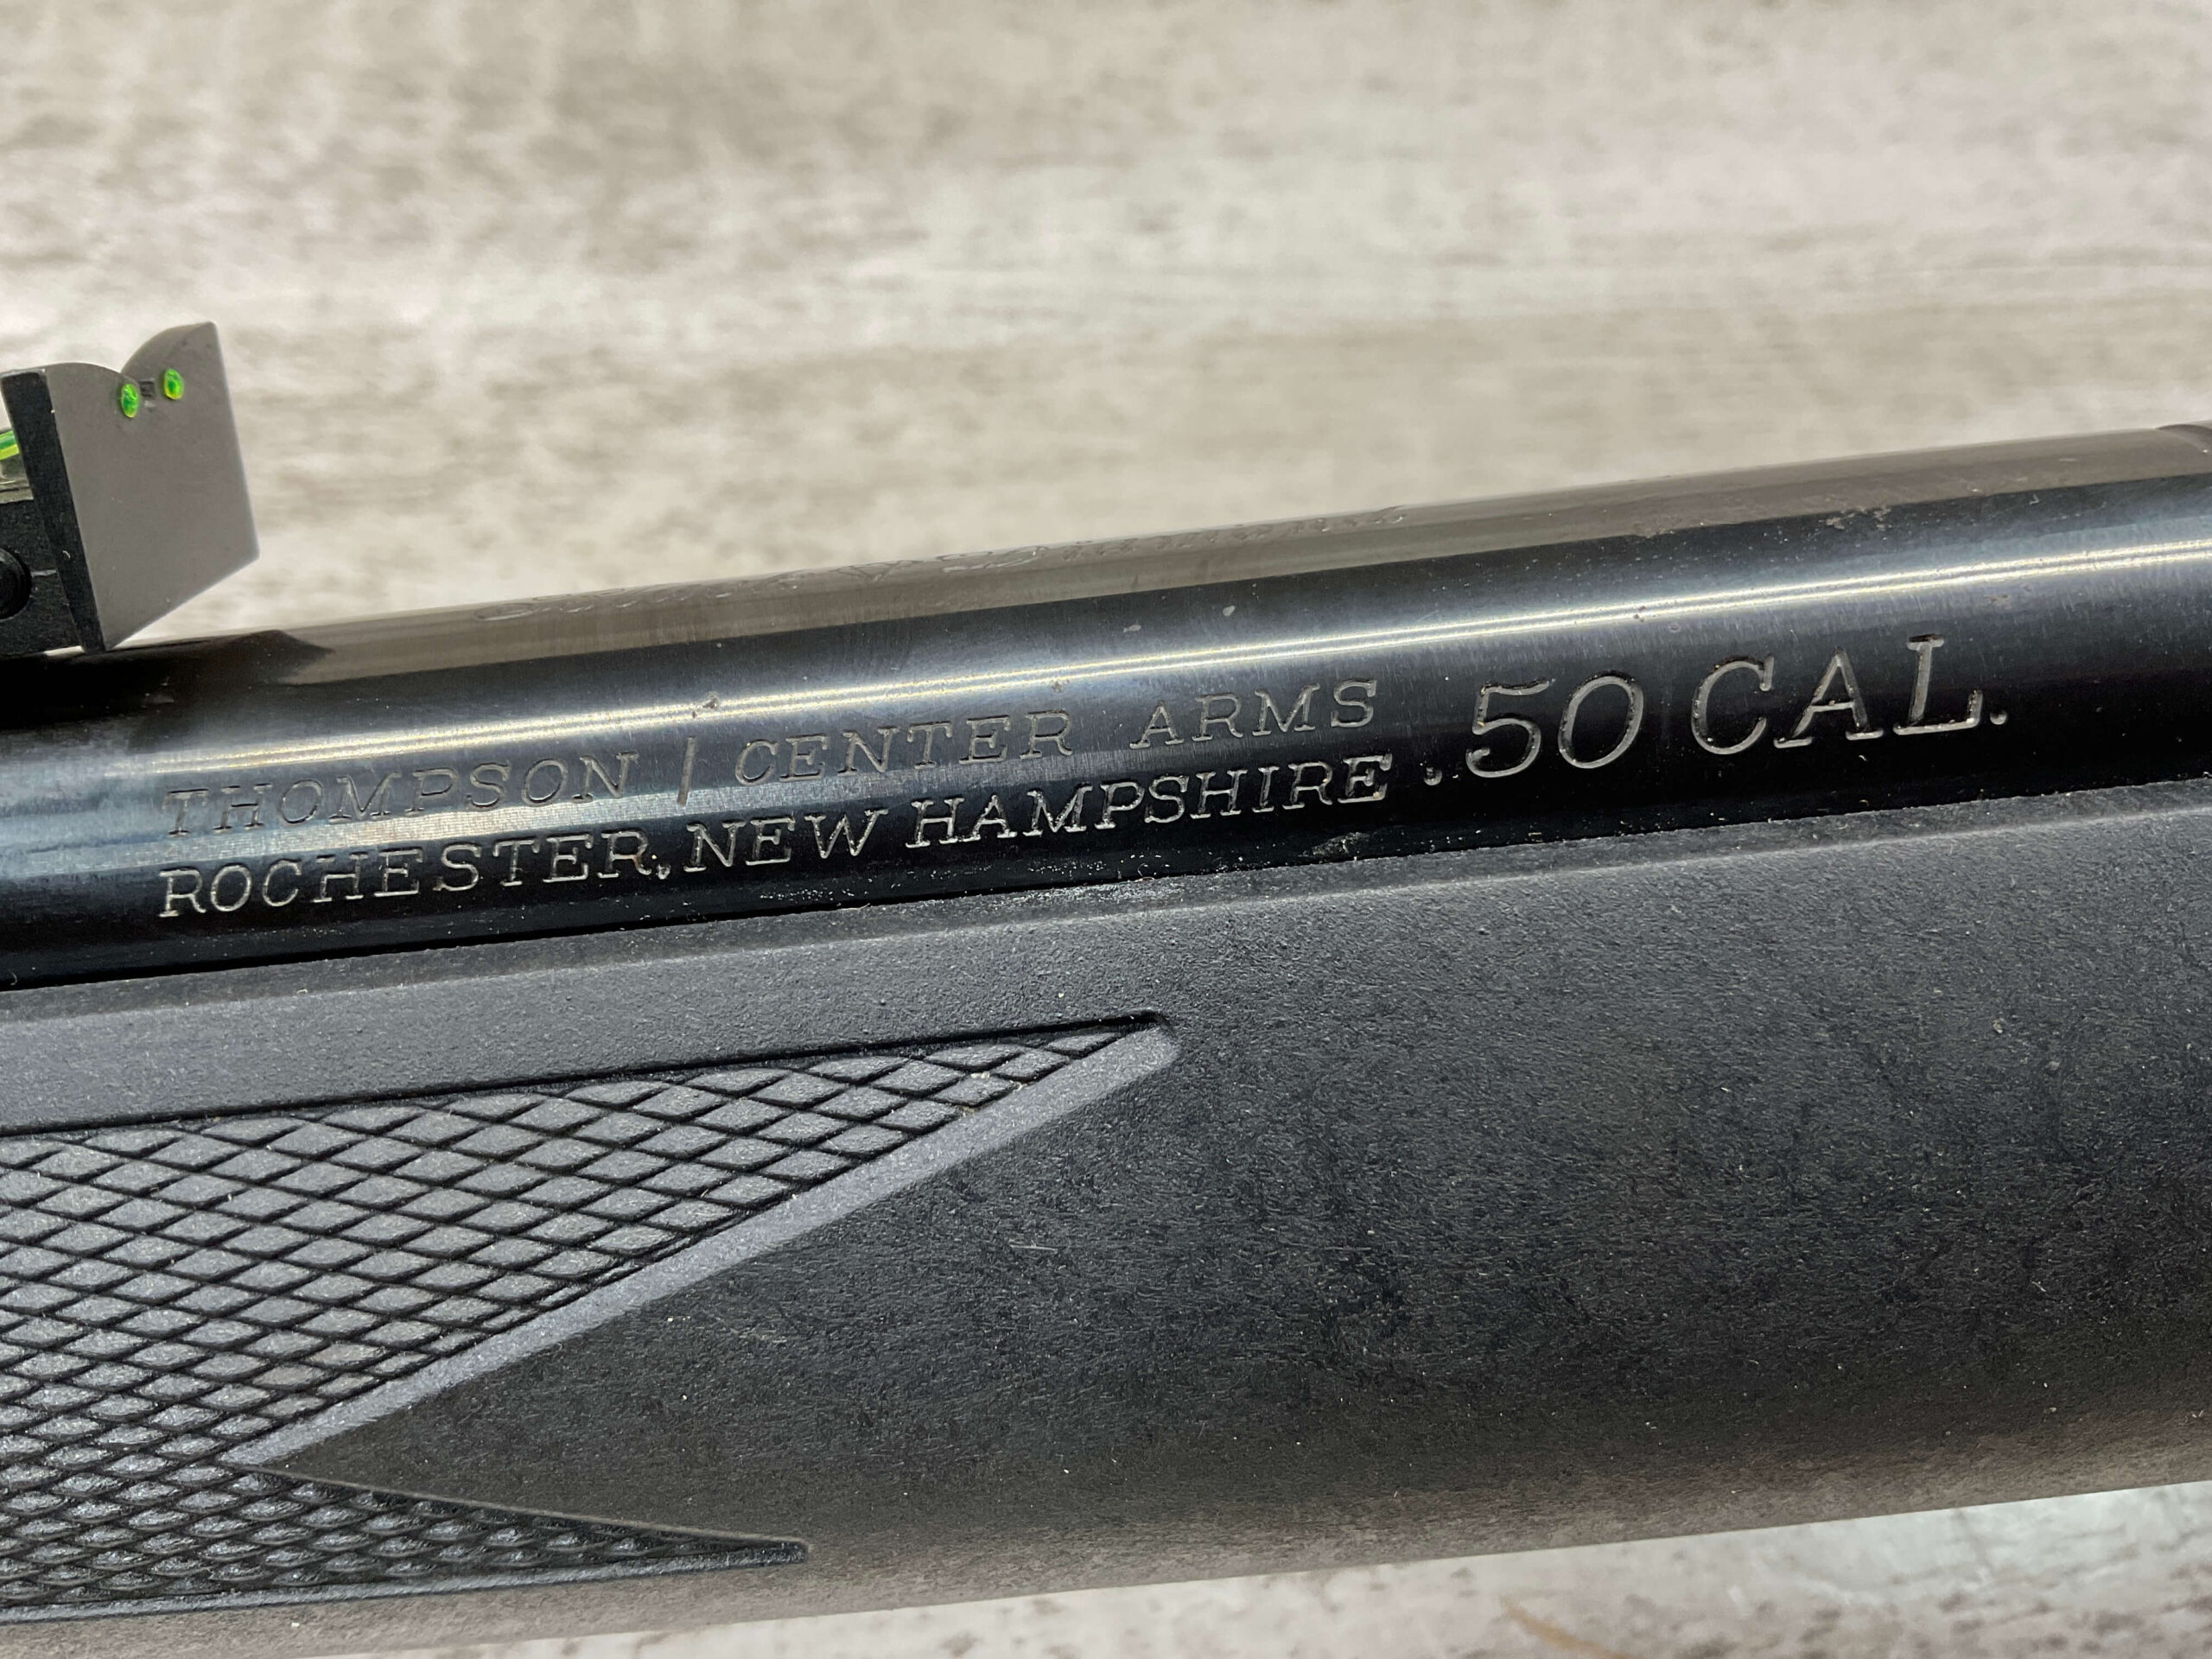 THOMPSON / CENTER ARMS
ROCHESTER, NEW HAMPSHIRE . .50 CAL.